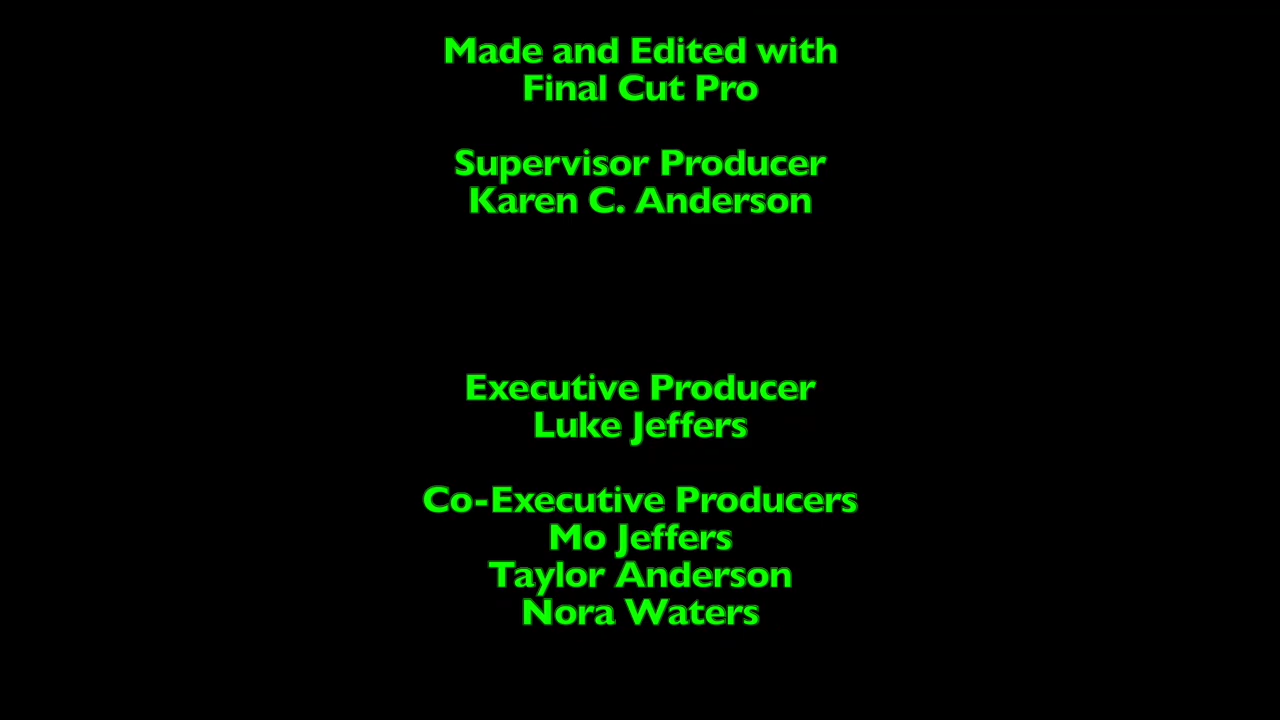 Made and Edited with
Final Cut Pro
Supervisor Producer
Karen C. Anderson
Executive Producer
Luke Jeffers
Co-Executive Producers
Mo Jeffers
Taylor Anderson
Nora Waters